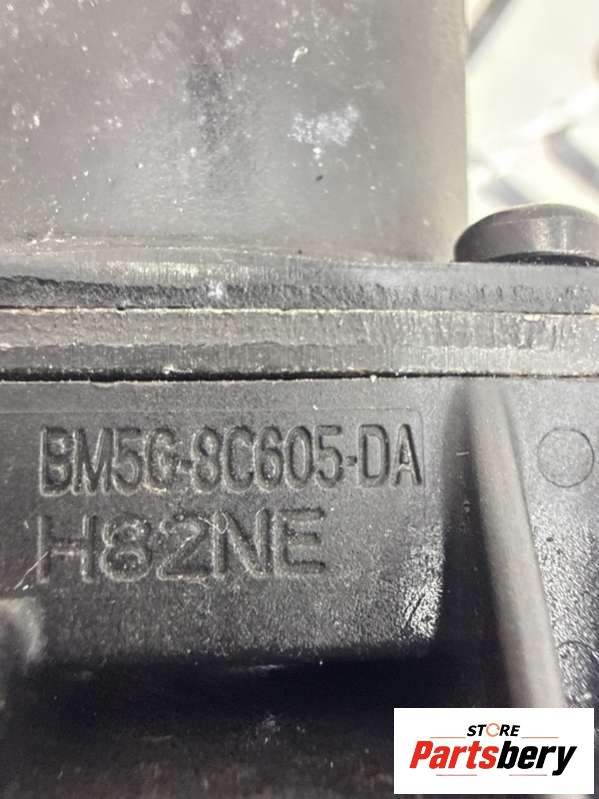 BM5G-8C605-DA
H82NE
STORE
Partsbery